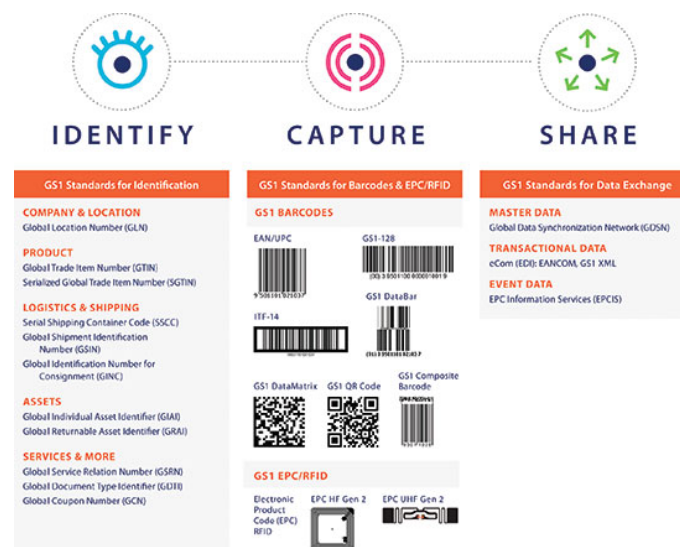 IDENTIFY
CAPTURE
SHARE
GS1 Standards for Identification
COMPANY & LOCATION
Global Location Number (GLN)
PRODUCT
Global Trade Item Number (GTIN)
Serialized Global Trade Item Number (SGTIN)
LOGISTICS & SHIPPING
Serial Shipping Container Code (SSCC)
Global Shipment Identification
Number (GSIN)
Global Identification Number for
Consignment (GINC)
ASSETS
Global Individual Asset Identifier (GIAI)
Global Returnable Asset Identifier (GRAI)
SERVICES & MORE
Global Service Relation Number (GSRN)
Global Document Type Identifier (GDTI)
Global Coupon Number (GCN)
GS1 Standards for Barcodes & EPC/RFID
GS1 BARCODES
EAN/UPC
GS1-128
ITF-14
GS1 DataBar
GS1 DataMatrix
GS1 QR Code
GS1 Composite
Barcode
GS1 EPC/RFID
Electronic
Product
Code (EPC)
RFID
EPC HF Gen 2
EPC UHF Gen 2
GS1 Standards for Data Exchange
MASTER DATA
Global Data Synchronization Network (GDSN)
TRANSACTIONAL DATA
eCom (EDI): EANCOM, GS1 XML
EVENT DATA
EPC Information Services (EPCIS)